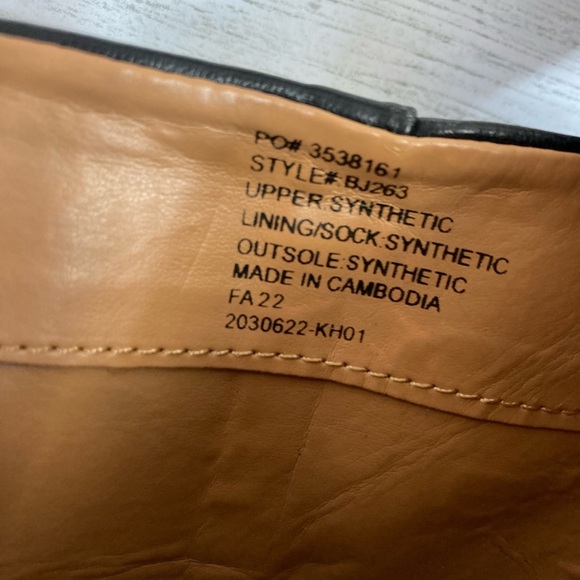 PO# 3538161
STYLE#:BJ263
UPPER:SYNTHETIC
LINING/SOCK:SYNTHETIC
OUTSOLE:SYNTHETIC
MADE IN CAMBODIA
FA22
2030622-KH01